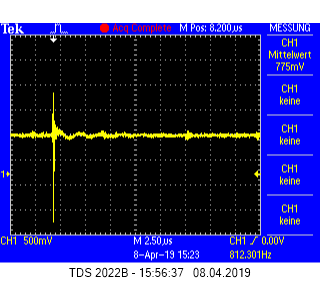 Tek
Acq Complete
M Pos: 8.200µs
MESSUNG
CH1
Mittelwert
775mV
CH1
keine
CH1
keine
CH1
keine
CH1
keine
1
CH1 500mV
M 2.50µs
CH1 / 0.00V
8-Apr-19 15:23
812.301Hz
TDS 2022B - 15:56:37 08.04.2019